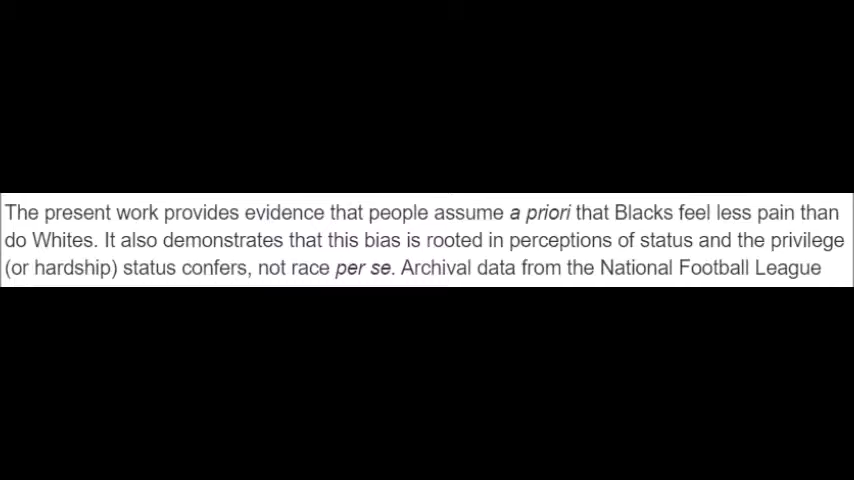 The present work provides evidence that people assume a priori that Blacks feel less pain than
do Whites. It also demonstrates that this bias is rooted in perceptions of status and the privilege
(or hardship) status confers, not race per se. Archival data from the National Football League